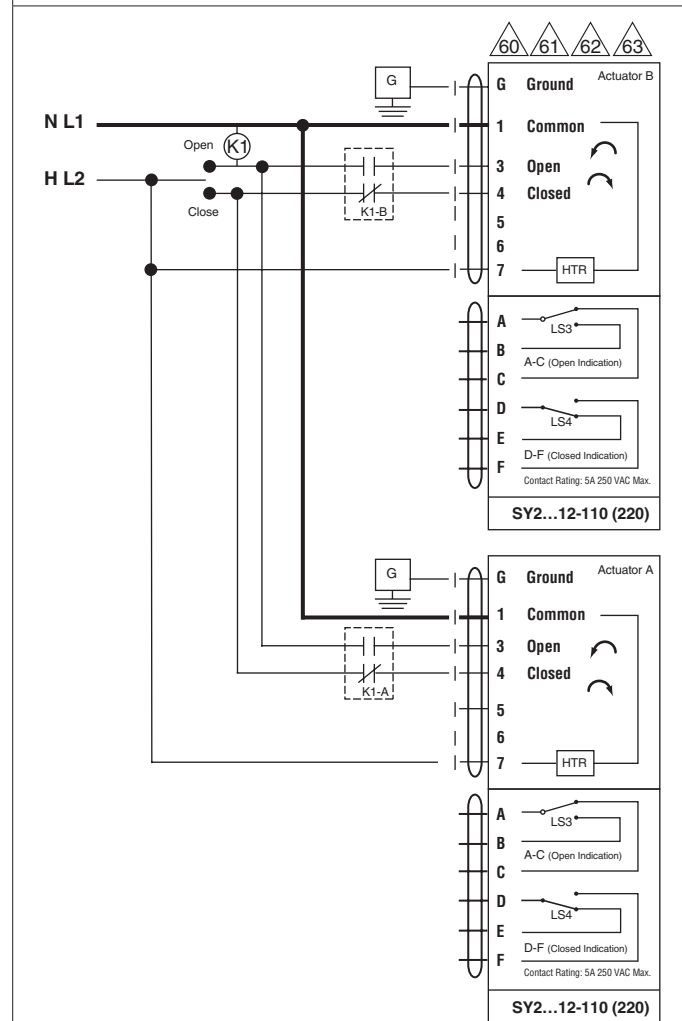 60 61 62 63
G
G Ground Actuator B
N L1
1 Common
Open K1
3 Open
H L2
4 Closed
Close
K1-B
5
6
7 HTR
A
LS3
B
A-C (Open Indication)
C
D
LS4
E
D-F (Closed Indication)
F
Contact Rating: 5A 250 VAC Max.
SY2…12-110 (220)
G
G Ground Actuator A
1 Common
3 Open
4 Closed
K1-A
5
6
7 HTR
A
LS3
B
A-C (Open Indication)
C
D
LS4
E
D-F (Closed Indication)
F
Contact Rating: 5A 250 VAC Max.
SY2…12-110 (220)